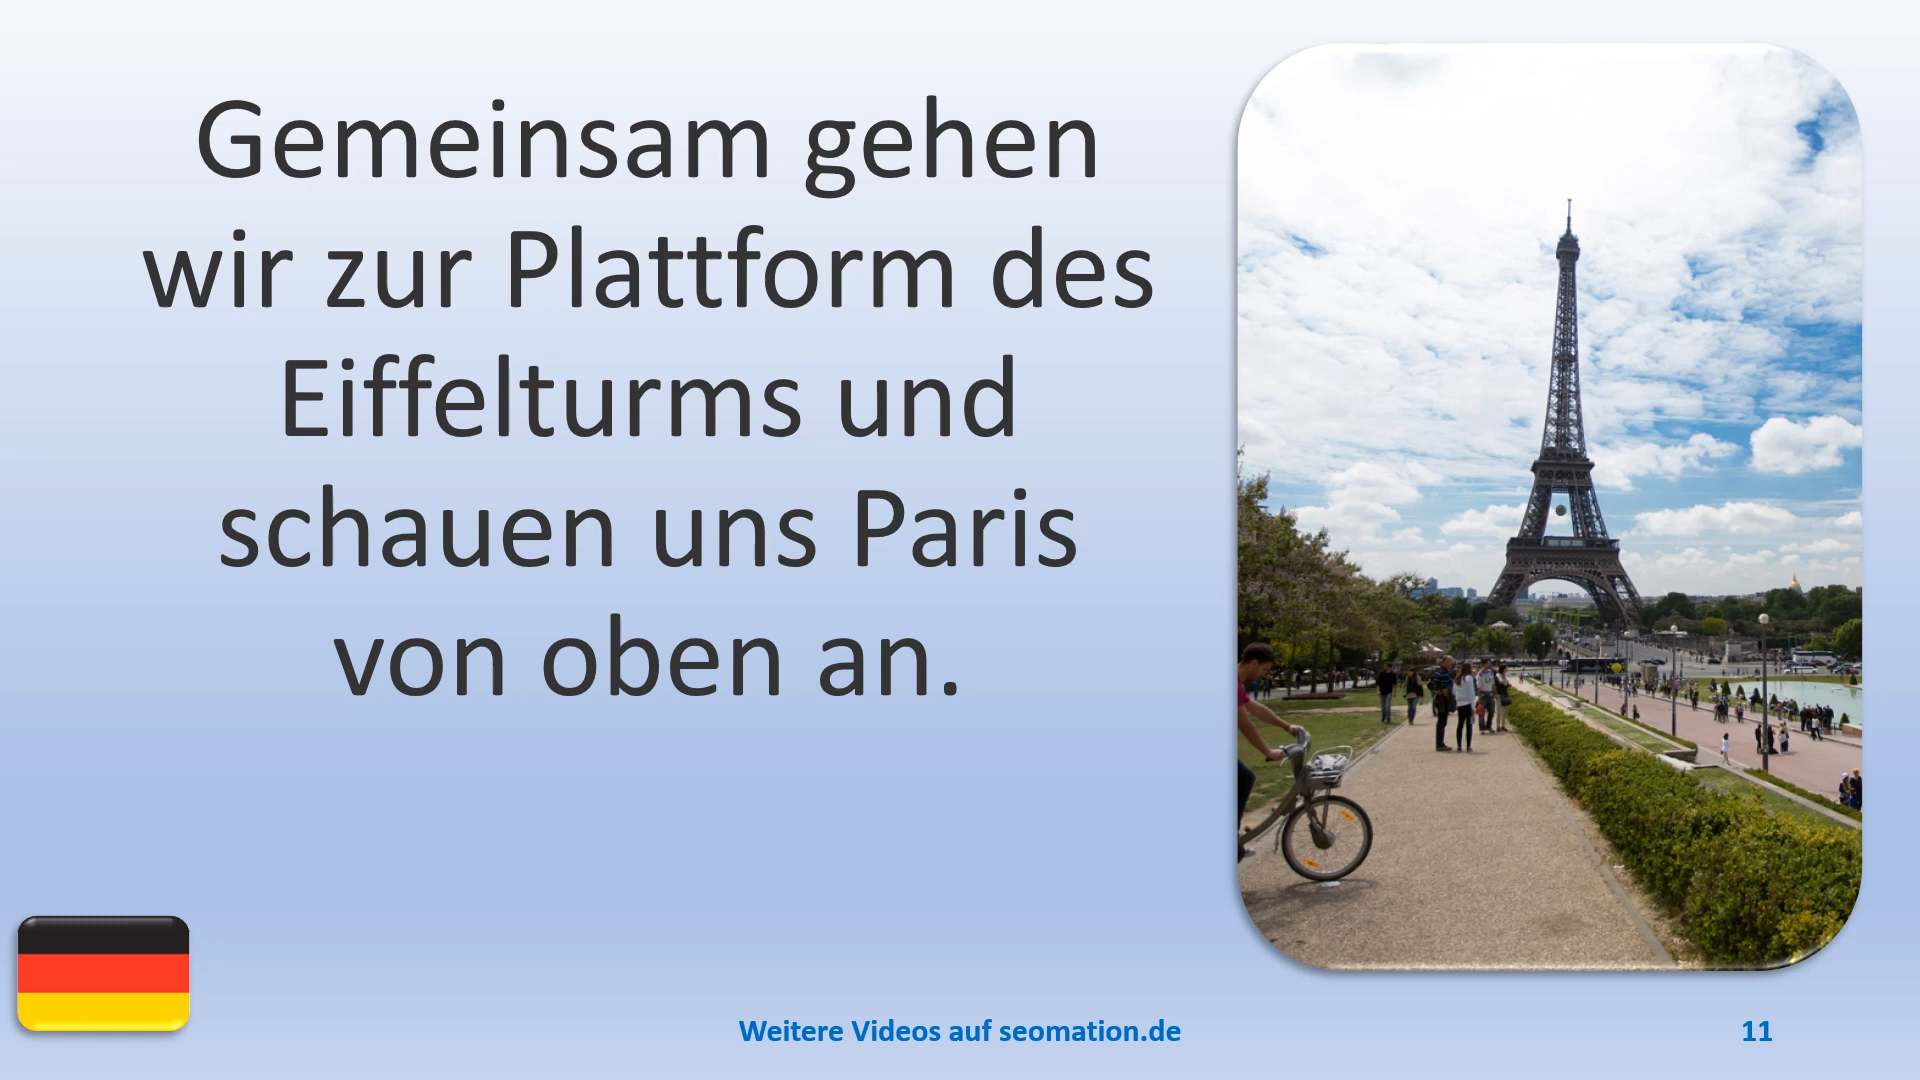 Gemeinsam gehen
wir zur Plattform des
Eiffelturms und
schauen uns Paris
von oben an.
Weitere Videos auf seomation.de
11